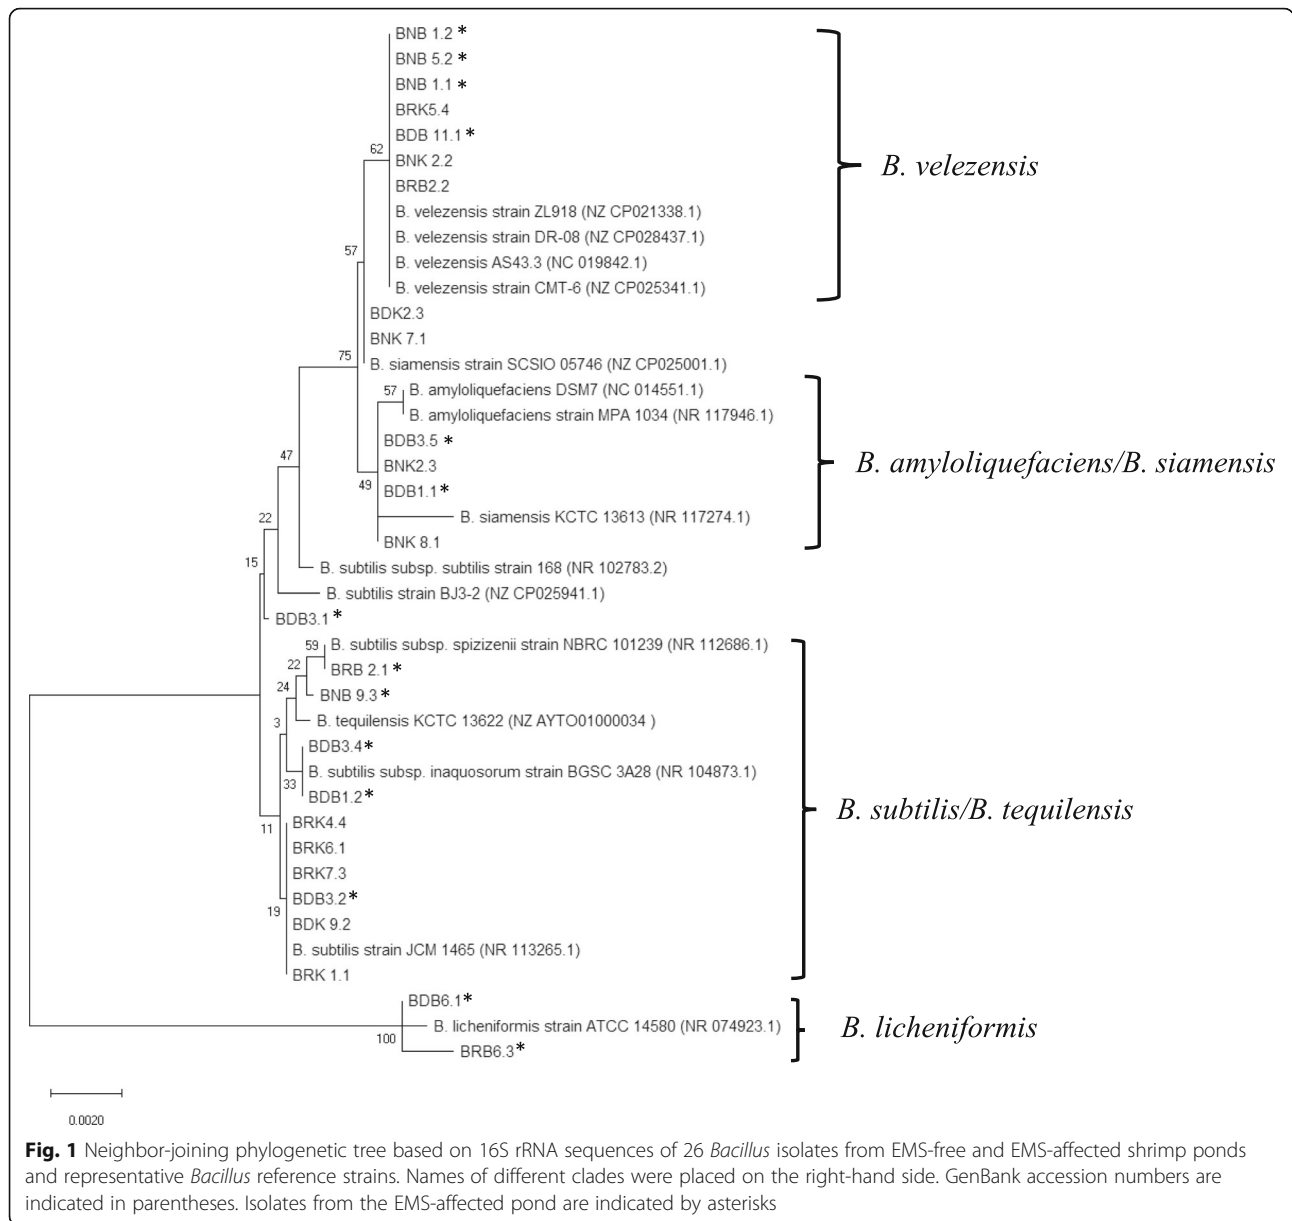 BNB 1.2 *
BNB 5.2 *
BNB 1.1 *
BRK5.4
BDB 11.1 *
62
BNK 2.2
B. velezensis
BRB2.2
B. velezensis strain ZL918 (NZ CP021338.1)
B. velezensis strain DR-08 (NZ CP028437.1)
57
B. velezensis AS43.3 (NC 019842.1)
B. velezensis strain CMT-6 (NZ CP025341.1)
BDK2.3
BNK 7.1
75
B. siamensis strain SCSIO 05746 (NZ CP025001.1)
57
B. amyloliquefaciens DSM7 (NC 014551.1)
B. amyloliquefaciens strain MPA 1034 (NR 117946.1)
BDB3.5 *
47
BNK2.3
B. amyloliquefaciens/B. siamensis
49
BDB1.1 *
B. siamensis KCTC 13613 (NR 117274.1)
22
BNK 8.1
15
B. subtilis subsp. subtilis strain 168 (NR 102783.2)
B. subtilis strain BJ3-2 (NZ CP025941.1)
BDB3.1 *
59
B. subtilis subsp. spizizenii strain NBRC 101239 (NR 112686.1)
22
BRB 2.1 *
24
BNB 9.3 *
3
B. tequilensis KCTC 13622 (NZ AYTO01000034 )
BDB3.4 *
B. subtilis subsp. inaquosorum strain BGSC 3A28 (NR 104873.1)
33
BDB1.2 *
B. subtilis/B. tequilensis
11
BRK4.4
BRK6.1
BRK7.3
BDB3.2 *
19
BDK 9.2
B. subtilis strain JCM 1465 (NR 113265.1)
BRK 1.1
BDB6.1 *
B. licheniformis strain ATCC 14580 (NR 074923.1)
B. licheniformis
100
BRB6.3 *
0.0020
Fig. 1 Neighbor-joining phylogenetic tree based on 16S rRNA sequences of 26 Bacillus isolates from EMS-free and EMS-affected shrimp ponds
and representative Bacillus reference strains. Names of different clades were placed on the right-hand side. GenBank accession numbers are
indicated in parentheses. Isolates from the EMS-affected pond are indicated by asterisks